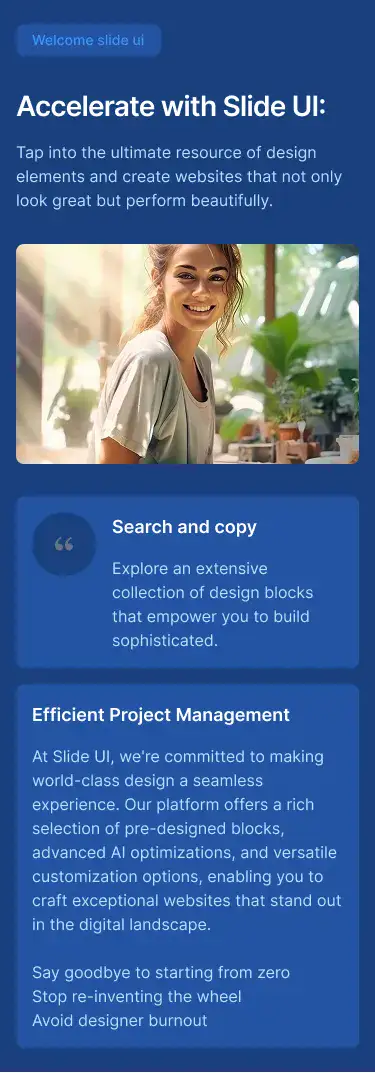 Welcome slide ui
Accelerate with Slide UI:
Tap into the ultimate resource of design
elements and create websites that not only
look great but perform beautifully.
“
Search and copy
Explore an extensive
collection of design blocks
that empower you to build
sophisticated.
Efficient Project Management
At Slide UI, we're committed to making
world-class design a seamless
experience. Our platform offers a rich
selection of pre-designed blocks,
advanced AI optimizations, and versatile
customization options, enabling you to
craft exceptional websites that stand out
in the digital landscape.
Say goodbye to starting from zero
Stop re-inventing the wheel
Avoid designer burnout